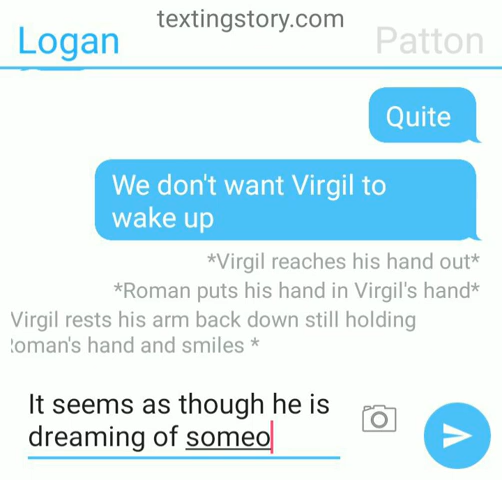 textingstory.com
Logan
Patton
Quite
We don't want Virgil to
wake up
*Virgil reaches his hand out*
*Roman puts his hand in Virgil's hand*
Virgil rests his arm back down still holding
oman's hand and smiles *
It seems as though he is
dreaming of someo